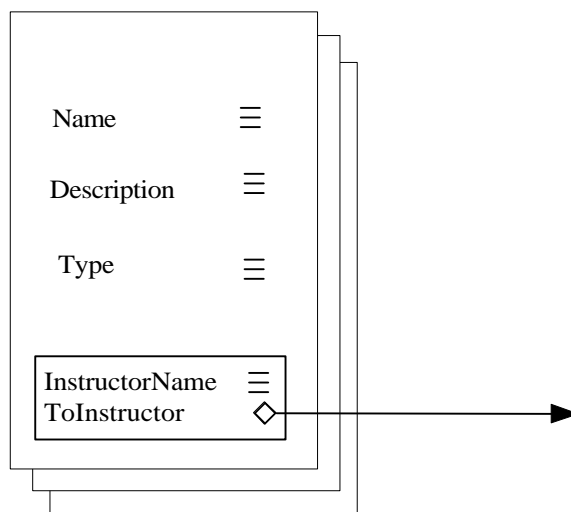 Name
Description
Type
InstructorName
ToInstructor